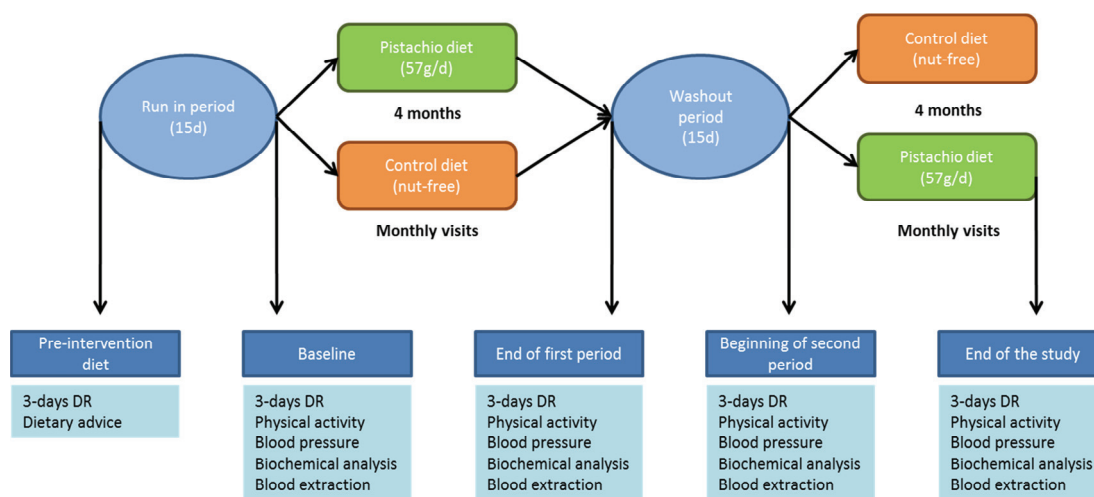 Run in period
(15d)
Pistachio diet
(57g/d)
4 months
Control diet
(nut-free)
Monthly visits
Washout
period
(15d)
Control diet
(nut-free)
4 months
Pistachio diet
(57g/d)
Monthly visits
Pre-intervention
diet
3-days DR
Dietary advice
Baseline
3-days DR
Physical activity
Blood pressure
Biochemical analysis
Blood extraction
End of first period
3-days DR
Physical activity
Blood pressure
Biochemical analysis
Blood extraction
Beginning of second
period
3-days DR
Physical activity
Blood pressure
Biochemical analysis
Blood extraction
End of the study
3-days DR
Physical activity
Blood pressure
Biochemical analysis
Blood extraction